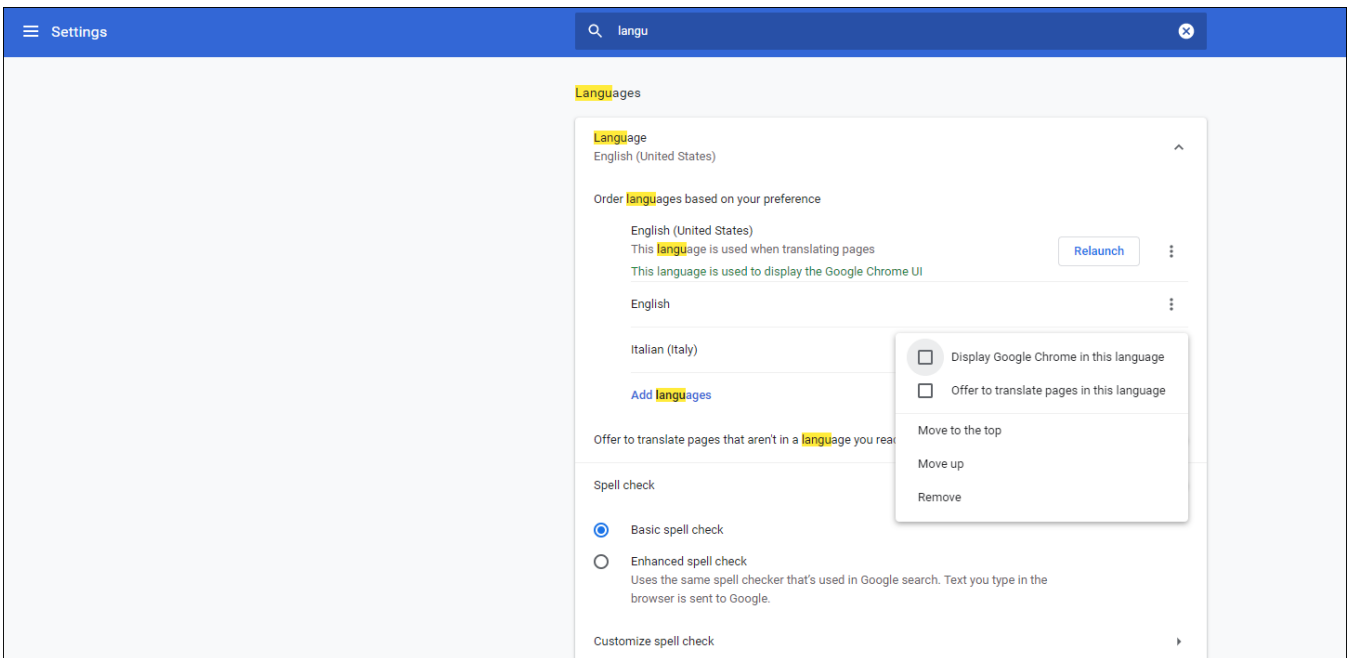 Settings
langu
Languages
Language
English (United States)
Order languages based on your preference
English (United States)
This language is used when translating pages
This language is used to display the Google Chrome UI
Relaunch
English
Italian (Italy)
Display Google Chrome in this language
Offer to translate pages in this language
Move to the top
Move up
Remove
Add languages
Offer to translate pages that aren't in a language you
Spell check
Basic spell check
Enhanced spell check
Uses the same spell checker that's used in Google search. Text you type in the
browser is sent to Google.
Customize spell check